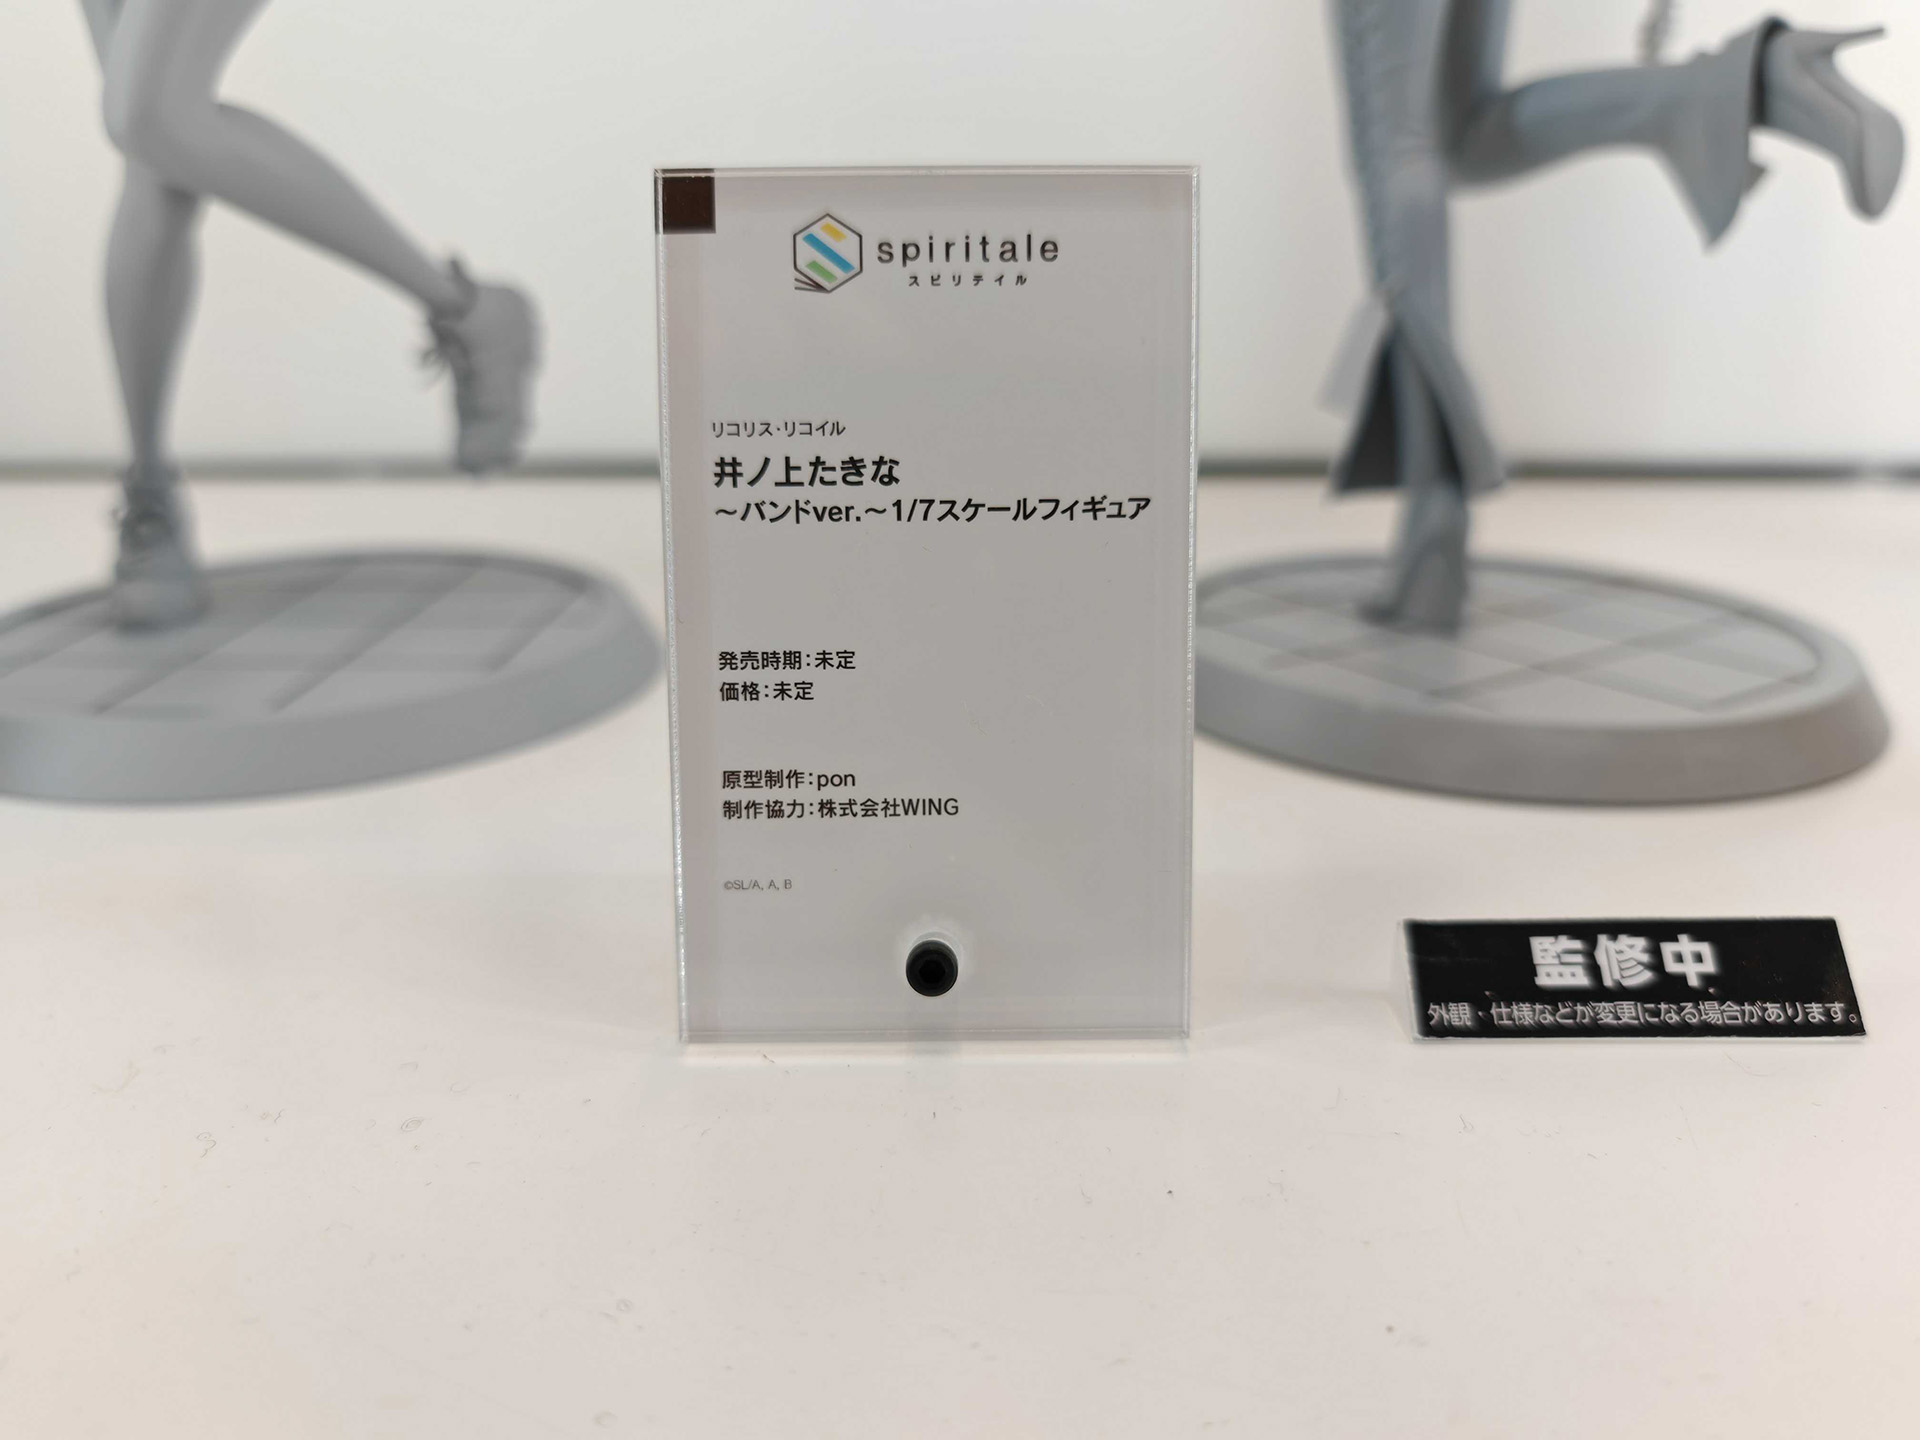 spiritale
スピリテイル
リコリス・リコイル
井ノ上たきな
～バンドver.～1/7スケールフィギュア
発売時期：未定
価格：未定
原型制作：pon
制作協力：株式会社WING
©SL/A, A, B
監修中
外観・仕様などが変更になる場合があります。